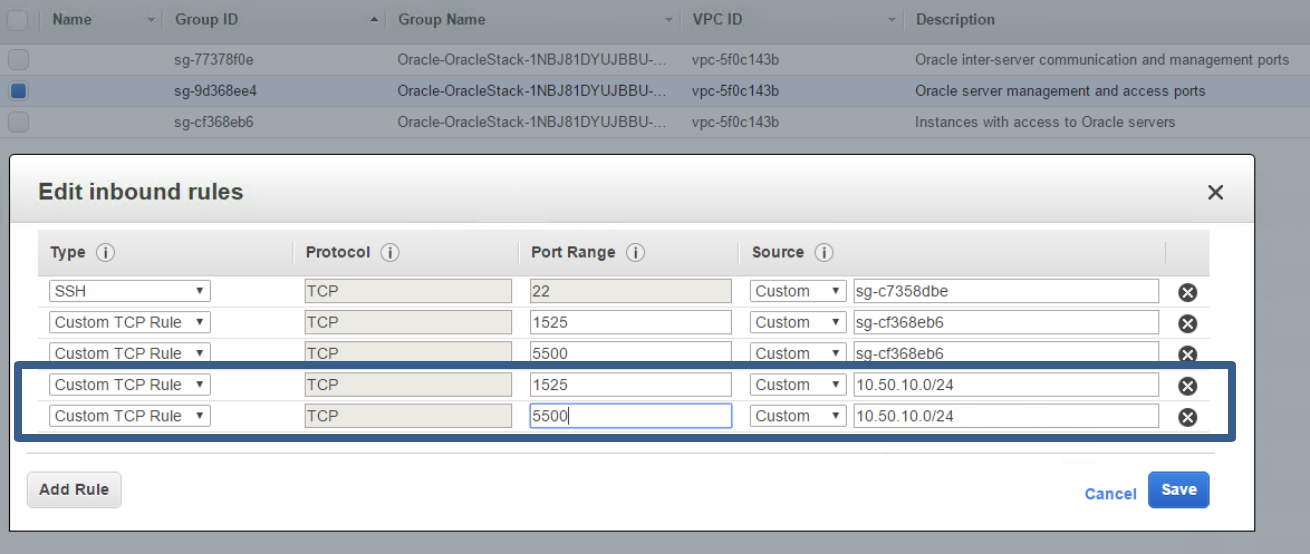 Name Group ID Group Name VPC ID Description
sg-77378f0e Oracle-OracleStack-1NBJ81DYUJBBU-... vpc-5f0c143b Oracle inter-server communication and management ports
sg-9d368ee4 Oracle-OracleStack-1NBJ81DYUJBBU-... vpc-5f0c143b Oracle server management and access ports
sg-cf368eb6 Oracle-OracleStack-1NBJ81DYUJBBU-... vpc-5f0c143b Instances with access to Oracle servers
Edit inbound rules
Type Protocol Port Range Source
SSH TCP 22 Custom sg-c7358dbe
Custom TCP Rule TCP 1525 Custom sg-cf368eb6
Custom TCP Rule TCP 5500 Custom sg-cf368eb6
Custom TCP Rule TCP 1525 Custom 10.50.10.0/24
Custom TCP Rule TCP 5500 Custom 10.50.10.0/24
Add Rule Cancel Save